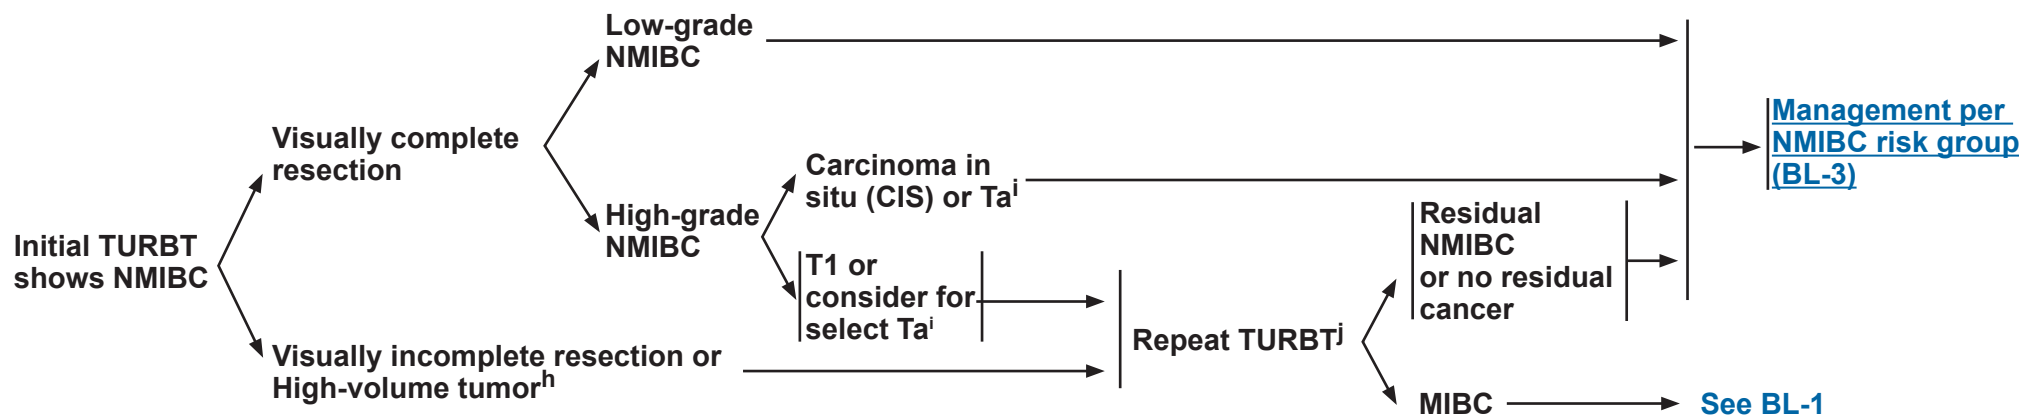 Low-grade
NMIBC
Visually complete
resection
High-grade
NMIBC
Carcinoma in
situ (CIS) or Taⁱ
T1 or
consider for
select Taⁱ
Initial TURBT
shows NMIBC
Visually incomplete resection or
High-volume tumorʰ
Repeat TURBTʲ
Residual
NMIBC
or no residual
cancer
MIBC
See BL-1
Management per
NMIBC risk group
(BL-3)